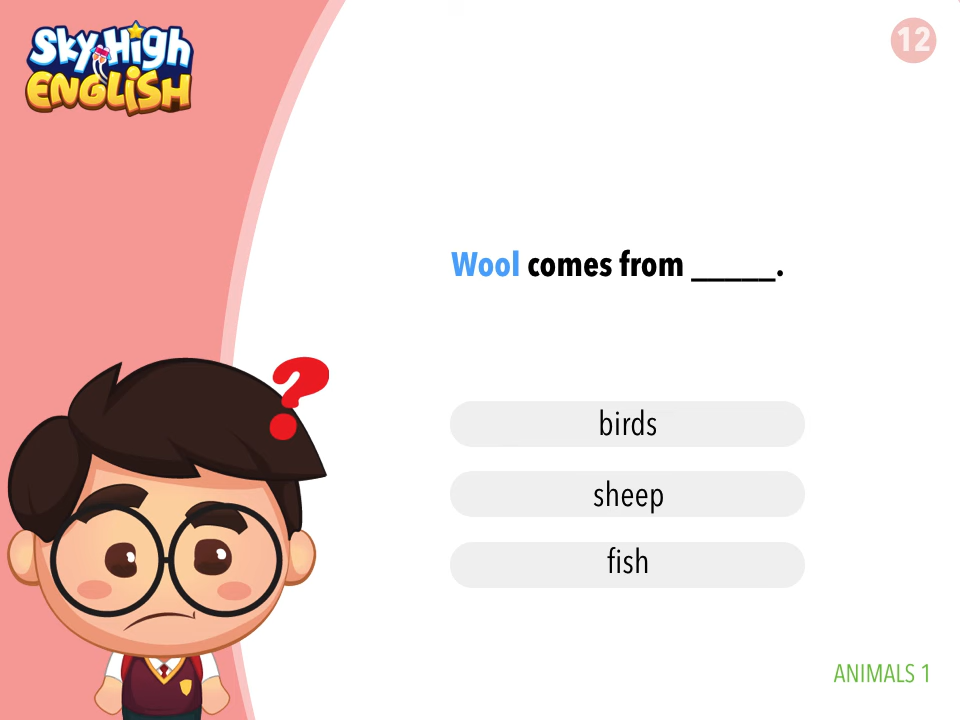 Sky High
ENGLISH
12
Wool comes from _____.
birds
sheep
fish
ANIMALS 1